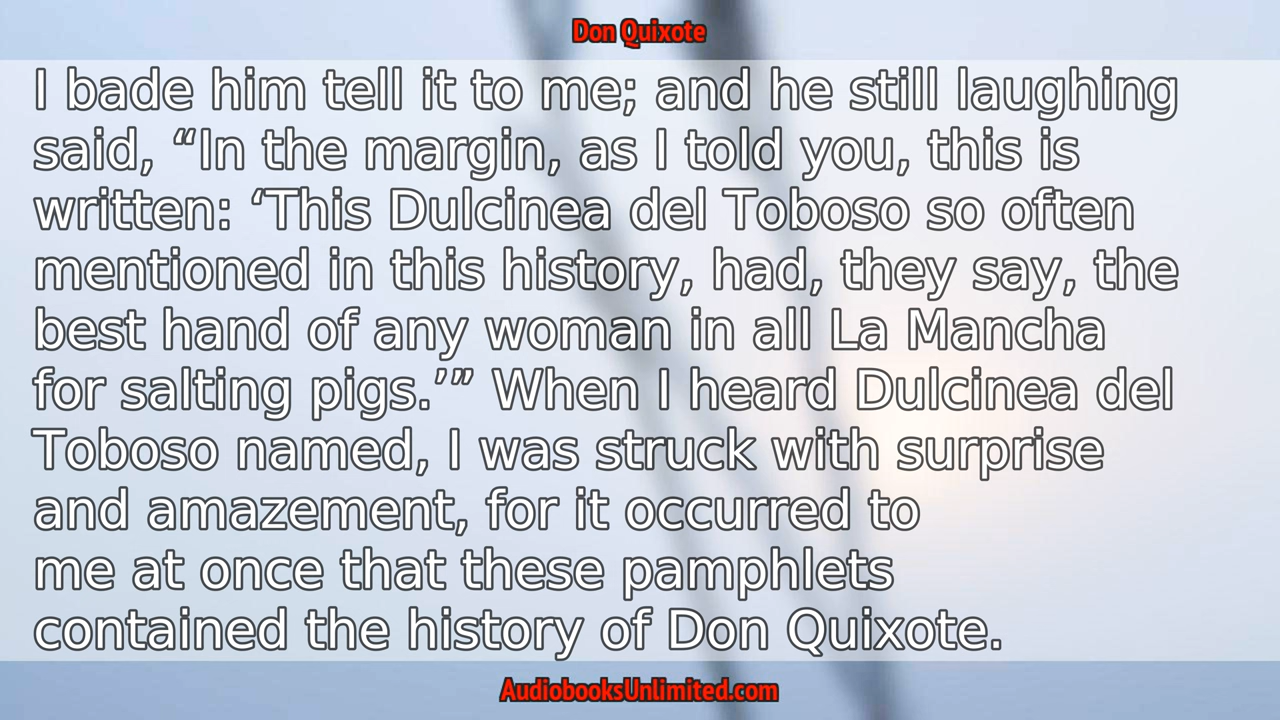 Don Quixote
I bade him tell it to me; and he still laughing
said, “In the margin, as I told you, this is
written: ‘This Dulcinea del Toboso so often
mentioned in this history, had, they say, the
best hand of any woman in all La Mancha
for salting pigs.’” When I heard Dulcinea del
Toboso named, I was struck with surprise
and amazement, for it occurred to
me at once that these pamphlets
contained the history of Don Quixote.
AudiobooksUnlimited.com